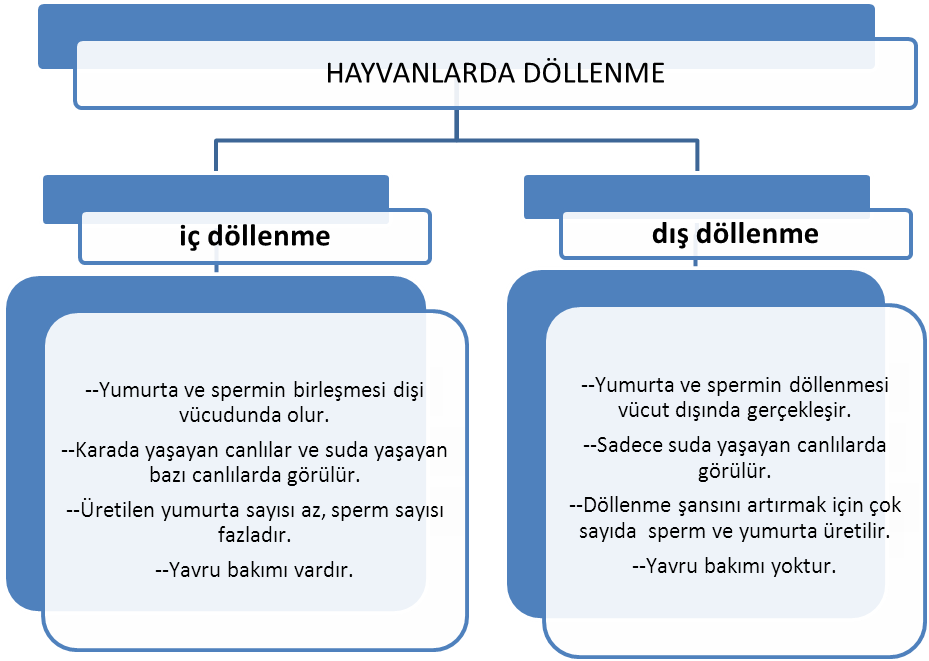 HAYVANLARDA DÖLLENME
iç döllenme
--Yumurta ve spermin birleşmesi dişi
vücudunda olur.
--Karada yaşayan canlılar ve suda yaşayan
bazı canlılarda görülür.
--Üretilen yumurta sayısı az, sperm sayısı
fazladır.
--Yavru bakımı vardır.
dış döllenme
--Yumurta ve spermin döllenmesi
vücut dışında gerçekleşir.
--Sadece suda yaşayan canlılarda
görülür.
--Döllenme şansını artırmak için çok
sayıda  sperm ve yumurta üretilir.
--Yavru bakımı yoktur.